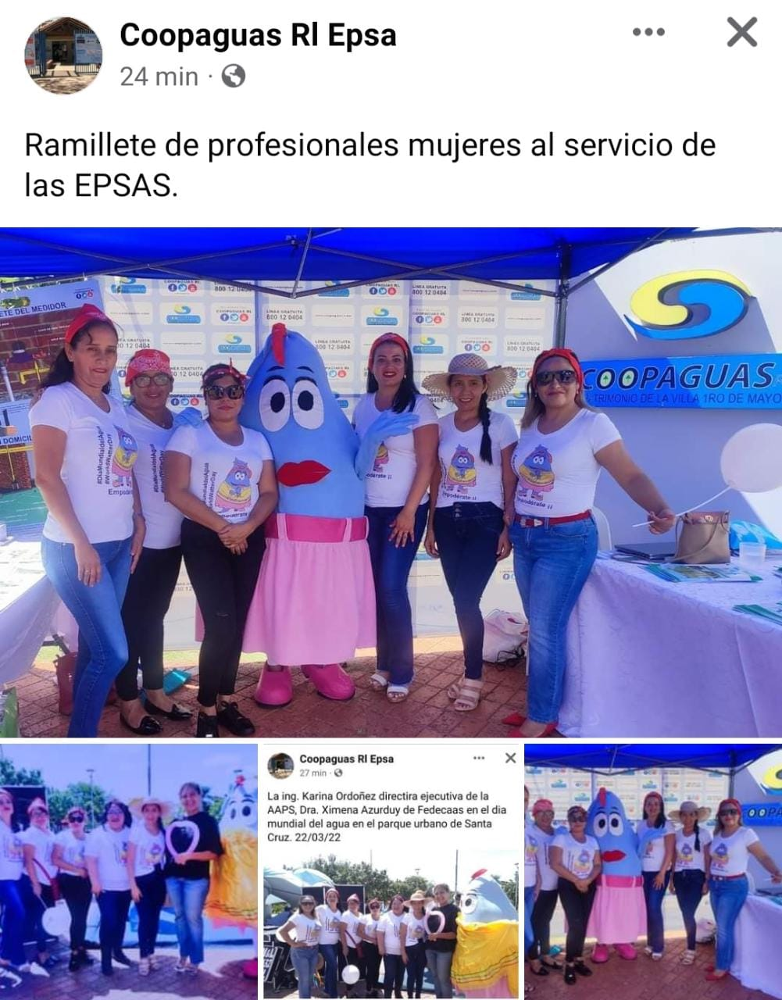 Coopaguas Rl Epsa
24 min ·
Ramillete de profesionales mujeres al servicio de
las EPSAS.
ETE DEL MEDIDOR
DOMICIL
LINEA GRATUITA
800 12 0404
COOPAGUAS RL
#DiaMundialdelAgua
#WorldWatterDay
Empodérate ¡¡
COOPAGUAS
TRIMONIO DE LA VILLA 1RO DE MAYO
Coopaguas Rl Epsa
27 min ·
La ing. Karina Ordoñez directira ejecutiva de la
AAPS, Dra. Ximena Azurduy de Fedecaas en el dia
mundial del agua en el parque urbano de Santa
Cruz. 22/03/22
COOPA